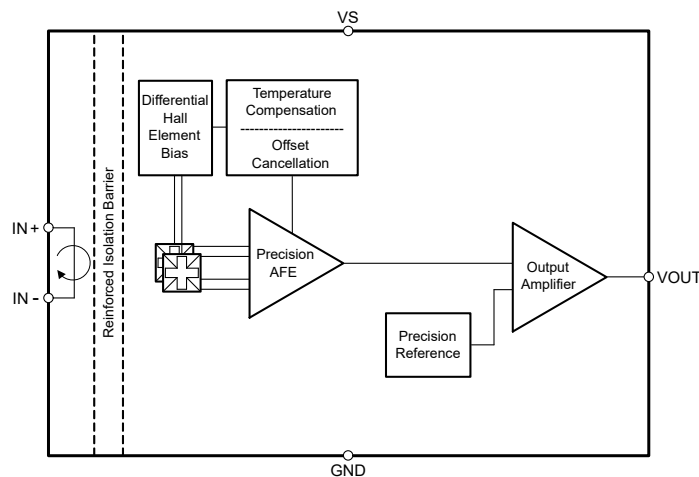 VS
Differential
Hall
Element
Bias
Temperature
Compensation
Offset
Cancellation
Reinforced Isolation Barrier
IN+
IN-
Precision
AFE
Output
Amplifier
VOUT
Precision
Reference
GND